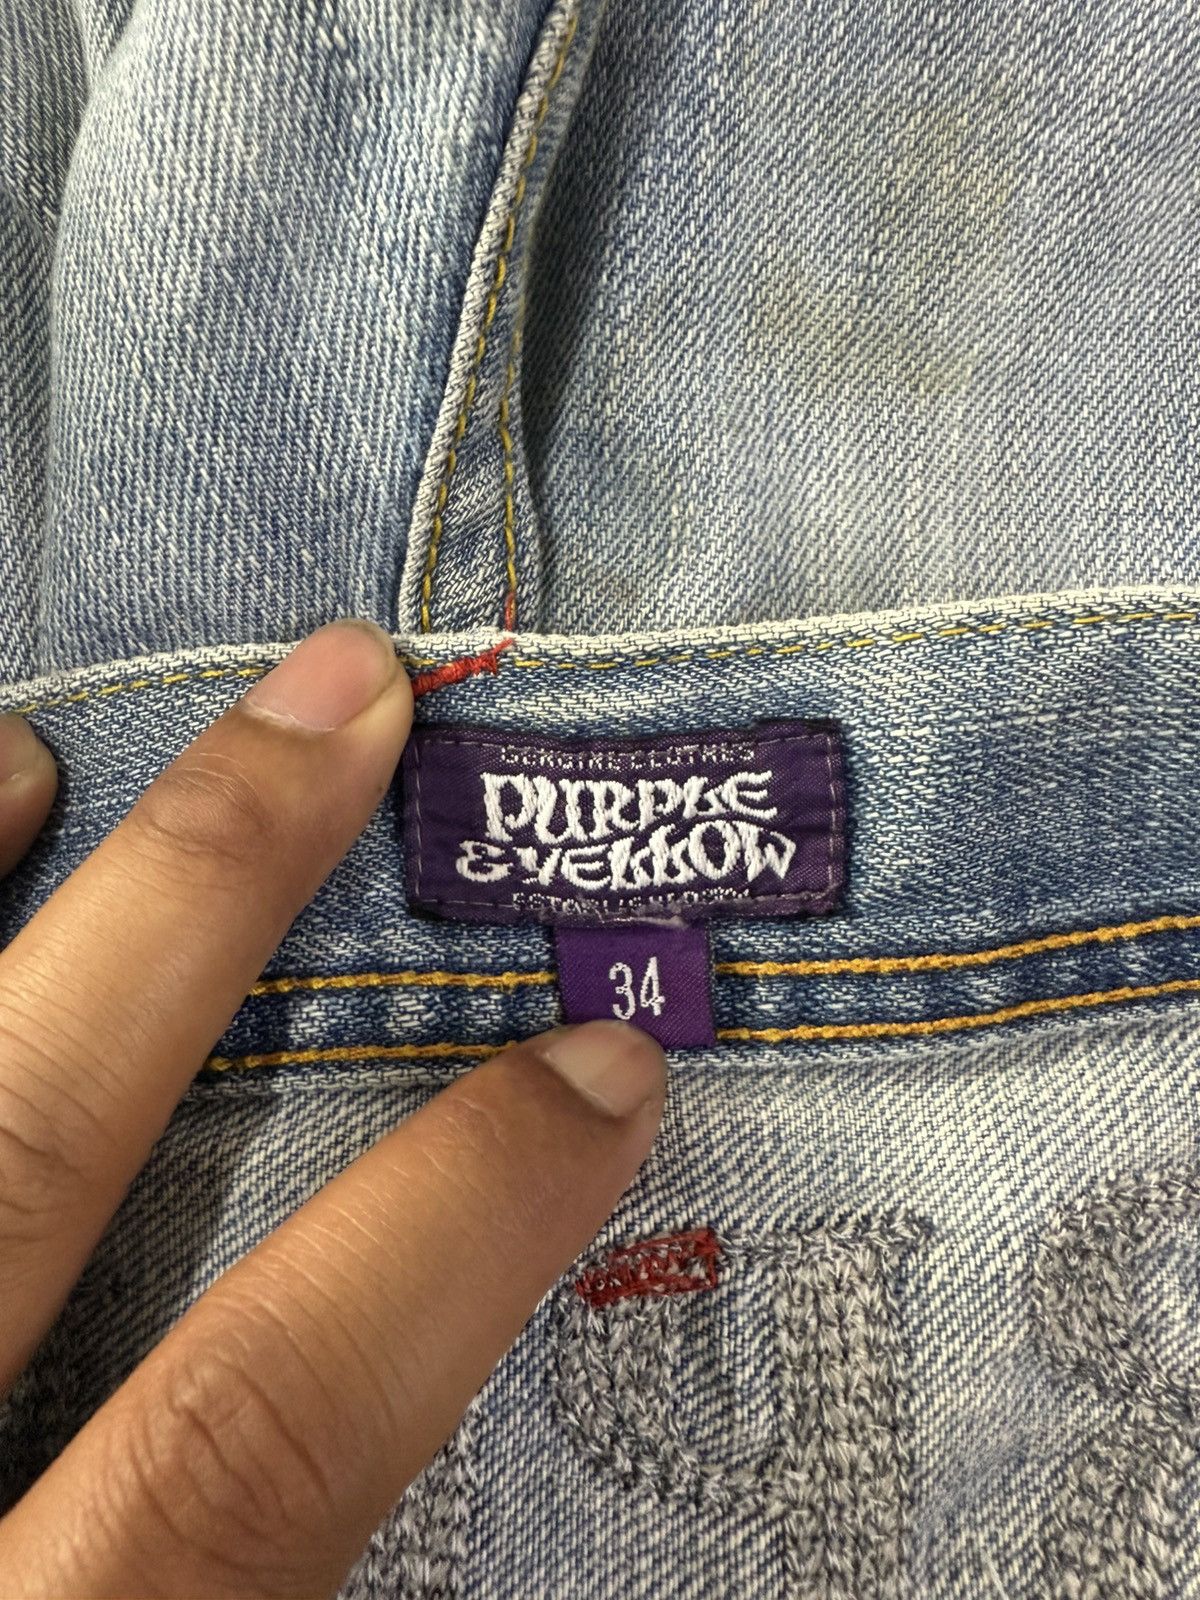 GENUINE CLOTHES
PURPLE
& YELLOW
34